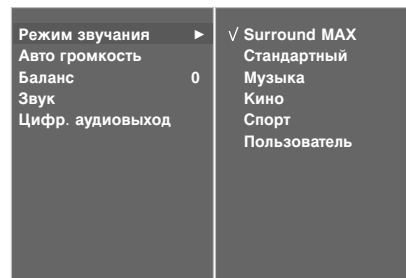 Режим звучания ►
Авто громкость
Баланс 0
Звук
Цифр. аудиовыход
√ Surround MAX
Стандартный
Музыка
Кино
Спорт
Пользователь